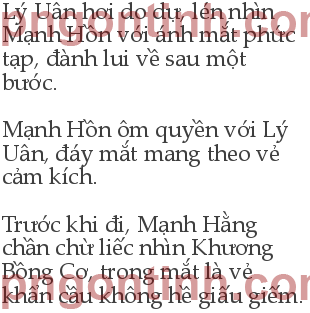 Lý Uân hơi do dự, lén nhìn
Mạnh Hồn với ánh mắt phức
tạp, đành lui về sau một
bước.
Mạnh Hồn ôm quyền với Lý
Uân, đáy mắt mang theo vẻ
cảm kích.
Trước khi đi, Mạnh Hằng
chần chừ liếc nhìn Khương
Bồng Cơ, trong mắt là vẻ
khẩn cầu không hề giấu giếm.